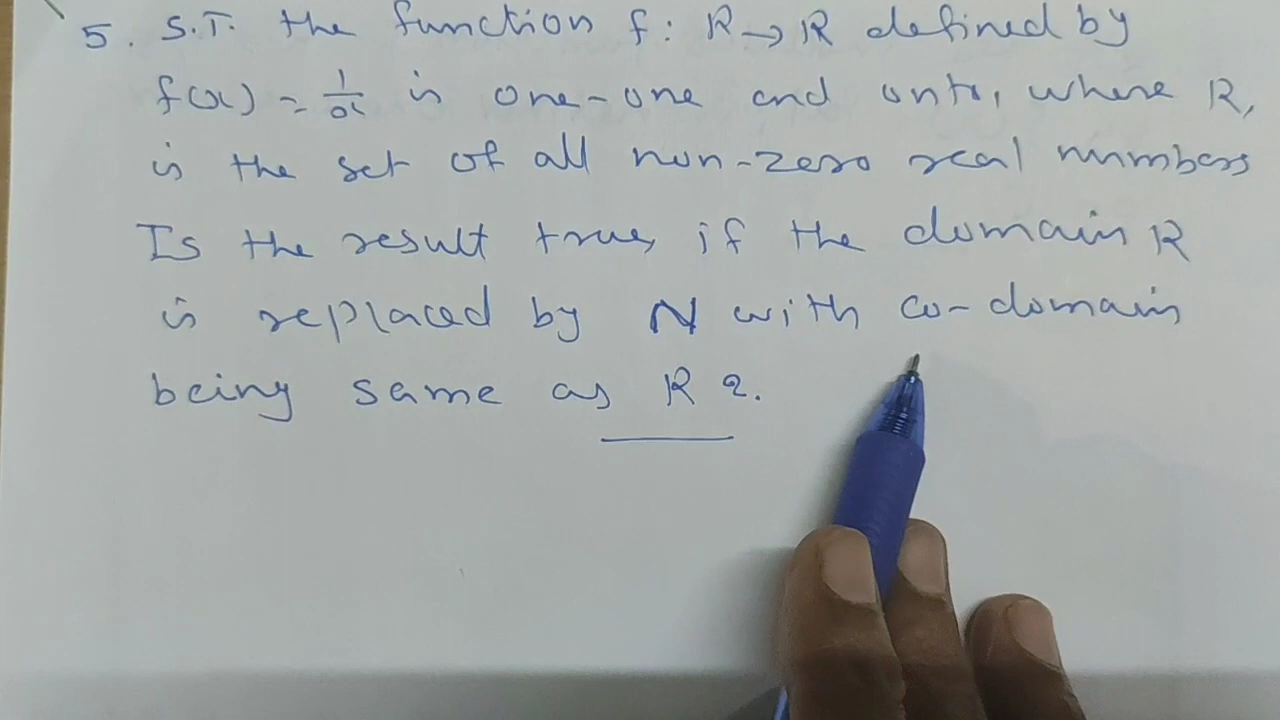 5. S.T. the function f: R→R defined by
f(x) = 1/x is one-one and onto, where R,
is the set of all non-zero real numbers
Is the result true, if the domain R
is replaced by N with co-domain
being same as R ?.